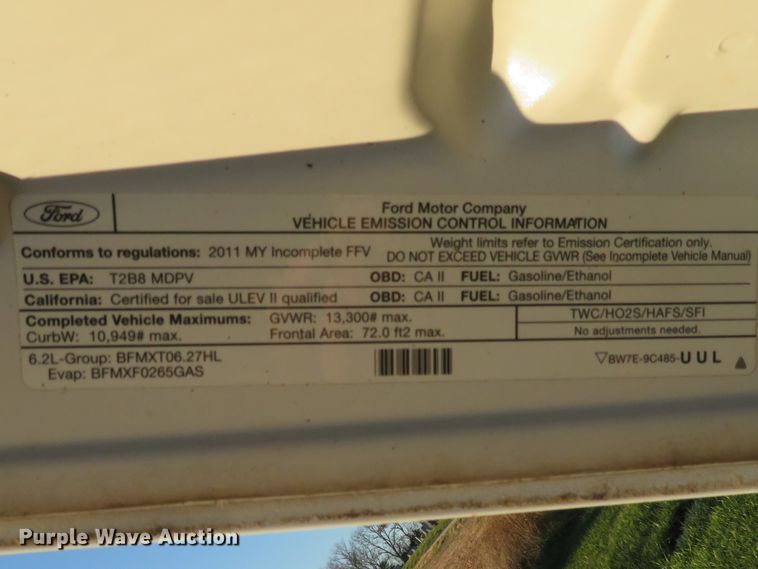 Ford
Ford Motor Company
VEHICLE EMISSION CONTROL INFORMATION
Conforms to regulations: 2011 MY Incomplete FFV
Weight limits refer to Emission Certification only.
DO NOT EXCEED VEHICLE GVWR (See Incomplete Vehicle Manual)
U.S. EPA: T2B8 MDPV OBD: CA II FUEL: Gasoline/Ethanol
California: Certified for sale ULEV II qualified OBD: CA II FUEL: Gasoline/Ethanol
Completed Vehicle Maximums: GVWR: 13,300# max.
CurbW: 10,949# max. Frontal Area: 72.0 ft2 max.
TWC/HO2S/HAFS/SFI
No adjustments needed.
6.2L-Group: BFMXT06.27HL
Evap: BFMXF0265GAS
BW7E-9C485-UUL
Purple Wave Auction